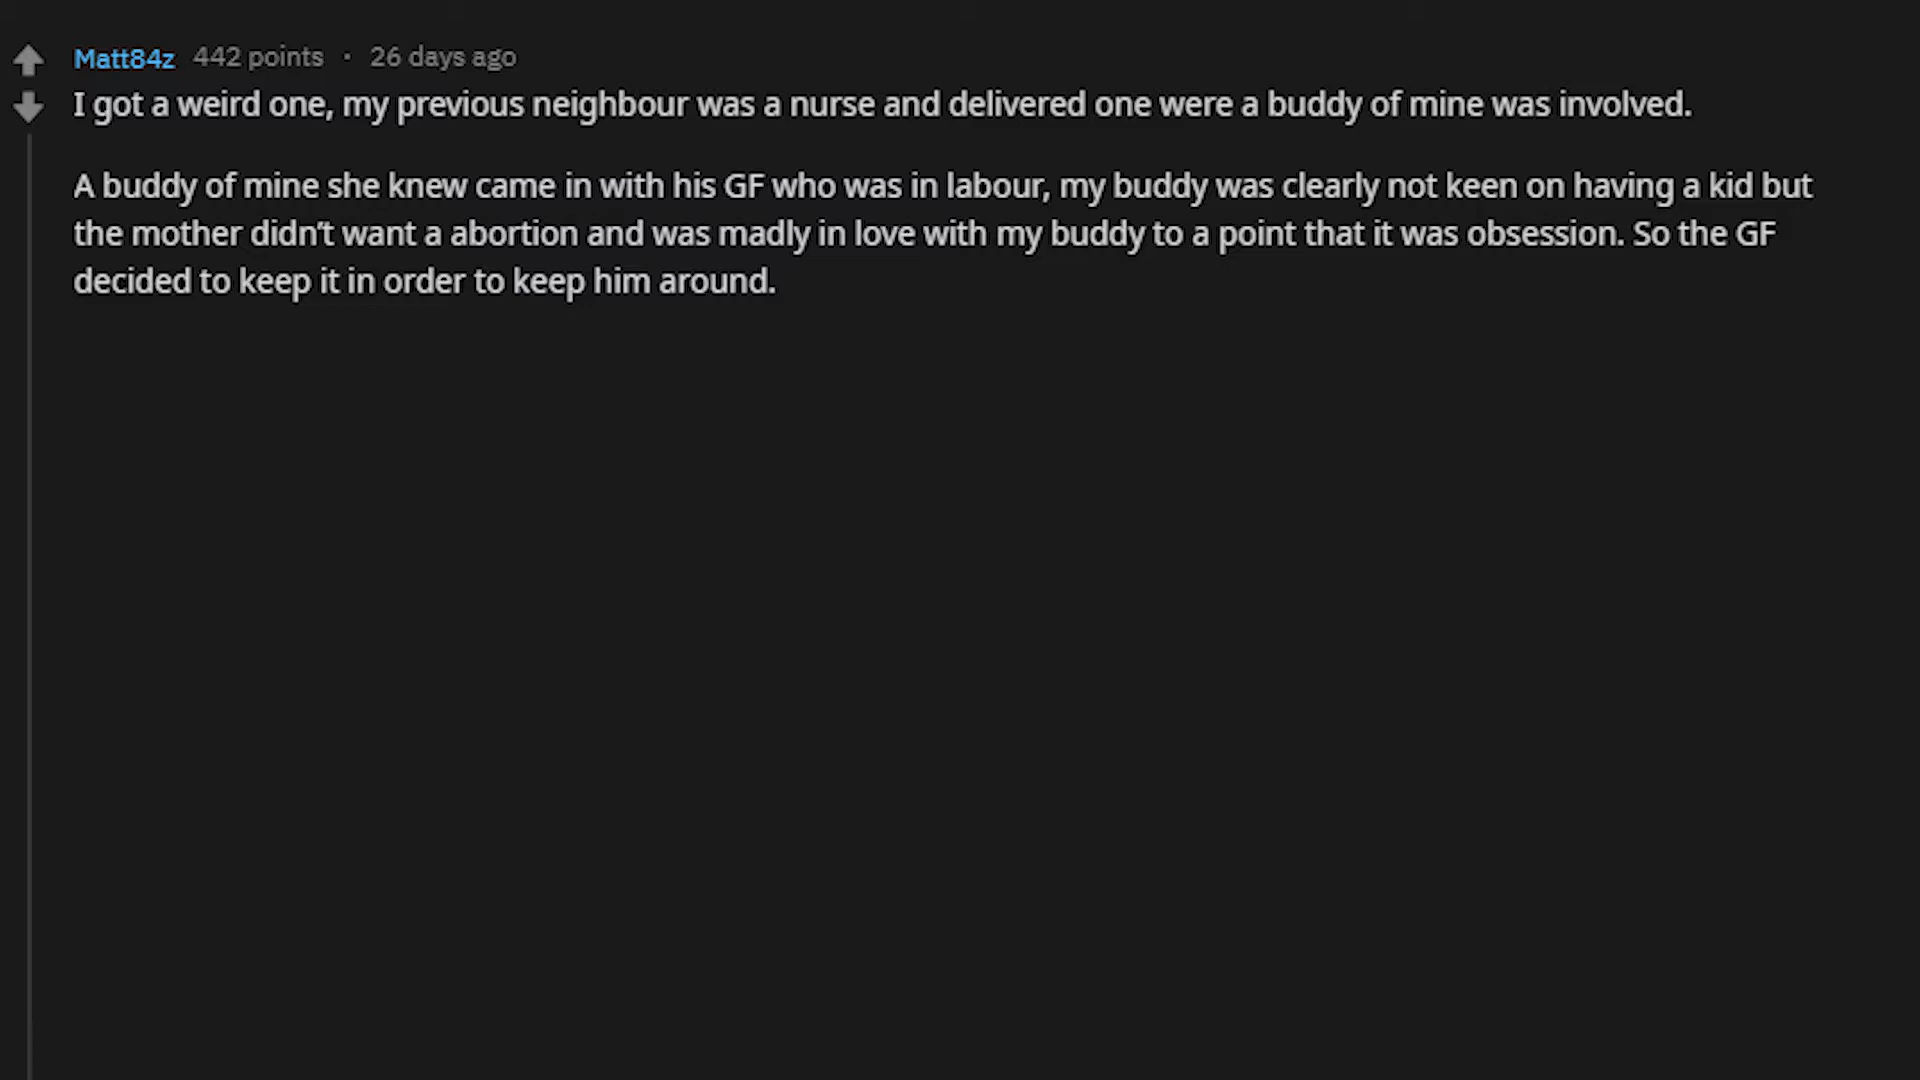 Matt84z 442 points · 26 days ago
I got a weird one, my previous neighbour was a nurse and delivered one were a buddy of mine was involved.
A buddy of mine she knew came in with his GF who was in labour, my buddy was clearly not keen on having a kid but
the mother didn't want a abortion and was madly in love with my buddy to a point that it was obsession. So the GF
decided to keep it in order to keep him around.